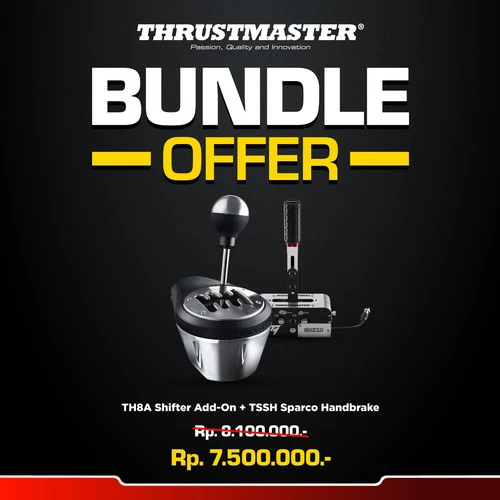 THRUSTMASTER®
Passion, Quality and Innovation
BUNDLE
OFFER
SPARCO
TH8A Shifter Add-On + TSSH Sparco Handbrake
Rp. 8.100.000.-
Rp. 7.500.000.-